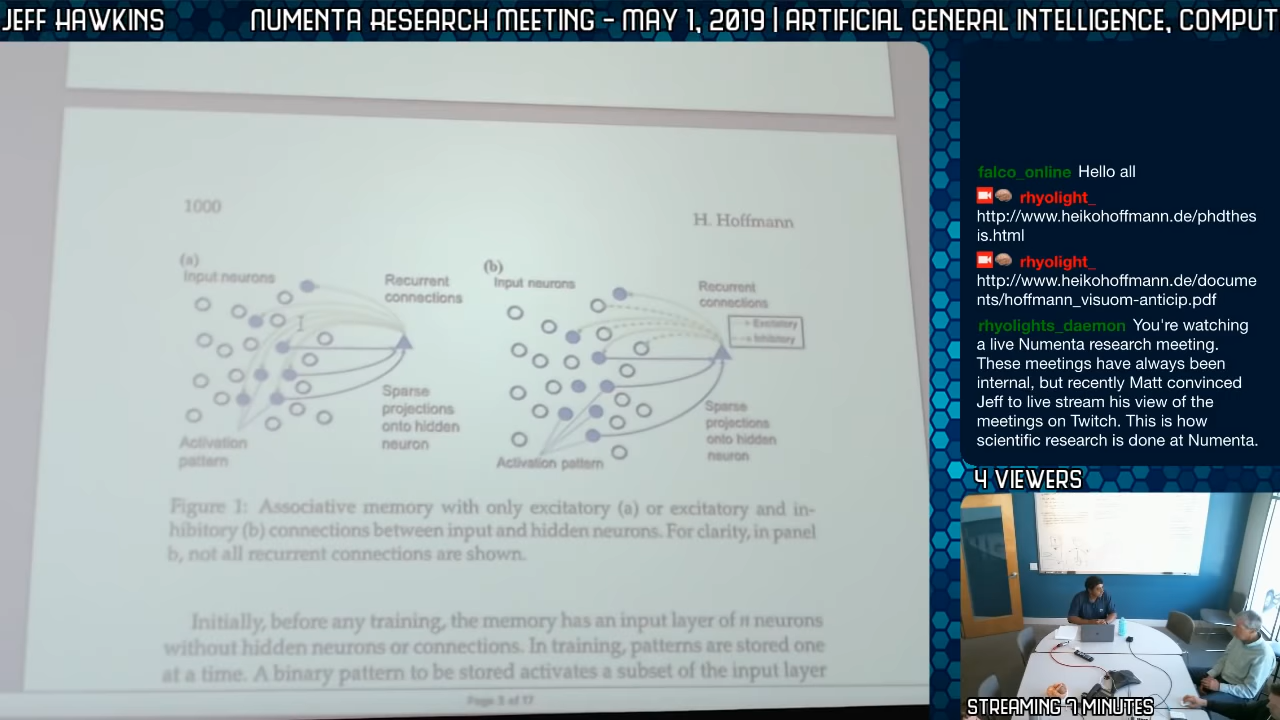 JEFF HAWKINS
NUMENTA RESEARCH MEETING - MAY 1, 2019 | ARTIFICIAL GENERAL INTELLIGENCE, COMPUT
1000
H. Hoffmann
(a)
Input neurons
Recurrent
connections
Sparse
projections
onto hidden
neuron
Activation
pattern
(b)
Input neurons
Recurrent
connections
Excitatory
Inhibitory
Sparse
projections
onto hidden
neuron
Activation pattern
Figure 1: Associative memory with only excitatory (a) or excitatory and in-
hibitory (b) connections between input and hidden neurons. For clarity, in panel
b, not all recurrent connections are shown.
Initially, before any training, the memory has an input layer of n neurons
without hidden neurons or connections. In training, patterns are stored one
at a time. A binary pattern to be stored activates a subset of the input layer
Page 3 of 17
falco_online Hello all
rhyolight_
http://www.heikohoffmann.de/phdthes
is.html
rhyolight_
http://www.heikohoffmann.de/docume
nts/hoffmann_visuom-anticip.pdf
rhyolights_daemon You're watching
a live Numenta research meeting.
These meetings have always been
internal, but recently Matt convinced
Jeff to live stream his view of the
meetings on Twitch. This is how
scientific research is done at Numenta.
4 VIEWERS
STREAMING 7 MINUTES